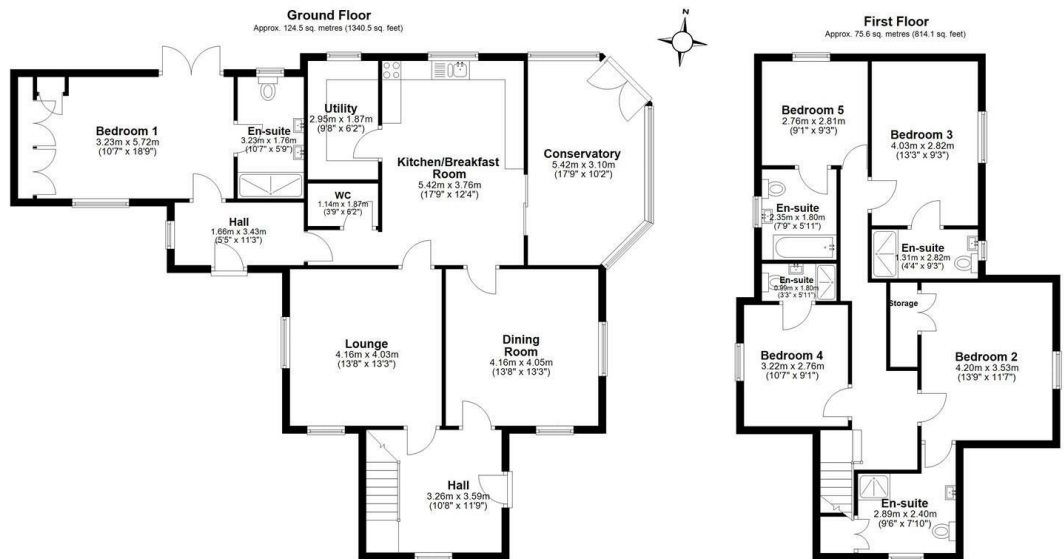 Ground Floor
Approx. 124.5 sq. metres (1340.5 sq. feet)
N
First Floor
Approx. 75.6 sq. metres (814.1 sq. feet)
Bedroom 1
3.23m x 5.72m
(10'7" x 18'9")
En-suite
3.23m x 1.76m
(10'7" x 5'9")
Utility
2.95m x 1.87m
(9'8" x 6'2")
Kitchen/Breakfast
Room
5.42m x 3.76m
(17'9" x 12'4")
Conservatory
5.42m x 3.10m
(17'9" x 10'2")
WC
1.14m x 1.87m
(3'9" x 6'2")
Hall
1.66m x 3.43m
(5'5" x 11'3")
Lounge
4.16m x 4.03m
(13'8" x 13'3")
Dining
Room
4.16m x 4.05m
(13'8" x 13'3")
Hall
3.26m x 3.59m
(10'8" x 11'9")
Bedroom 5
2.76m x 2.81m
(9'1" x 9'3")
Bedroom 3
4.03m x 2.82m
(13'3" x 9'3")
En-suite
2.35m x 1.80m
(7'9" x 5'11")
En-suite
1.31m x 2.82m
(4'4" x 9'3")
En-suite
0.99m x 1.80m
(3'3" x 5'11")
Storage
Bedroom 4
3.22m x 2.76m
(10'7" x 9'1")
Bedroom 2
4.20m x 3.53m
(13'9" x 11'7")
En-suite
2.89m x 2.40m
(9'6" x 7'10")